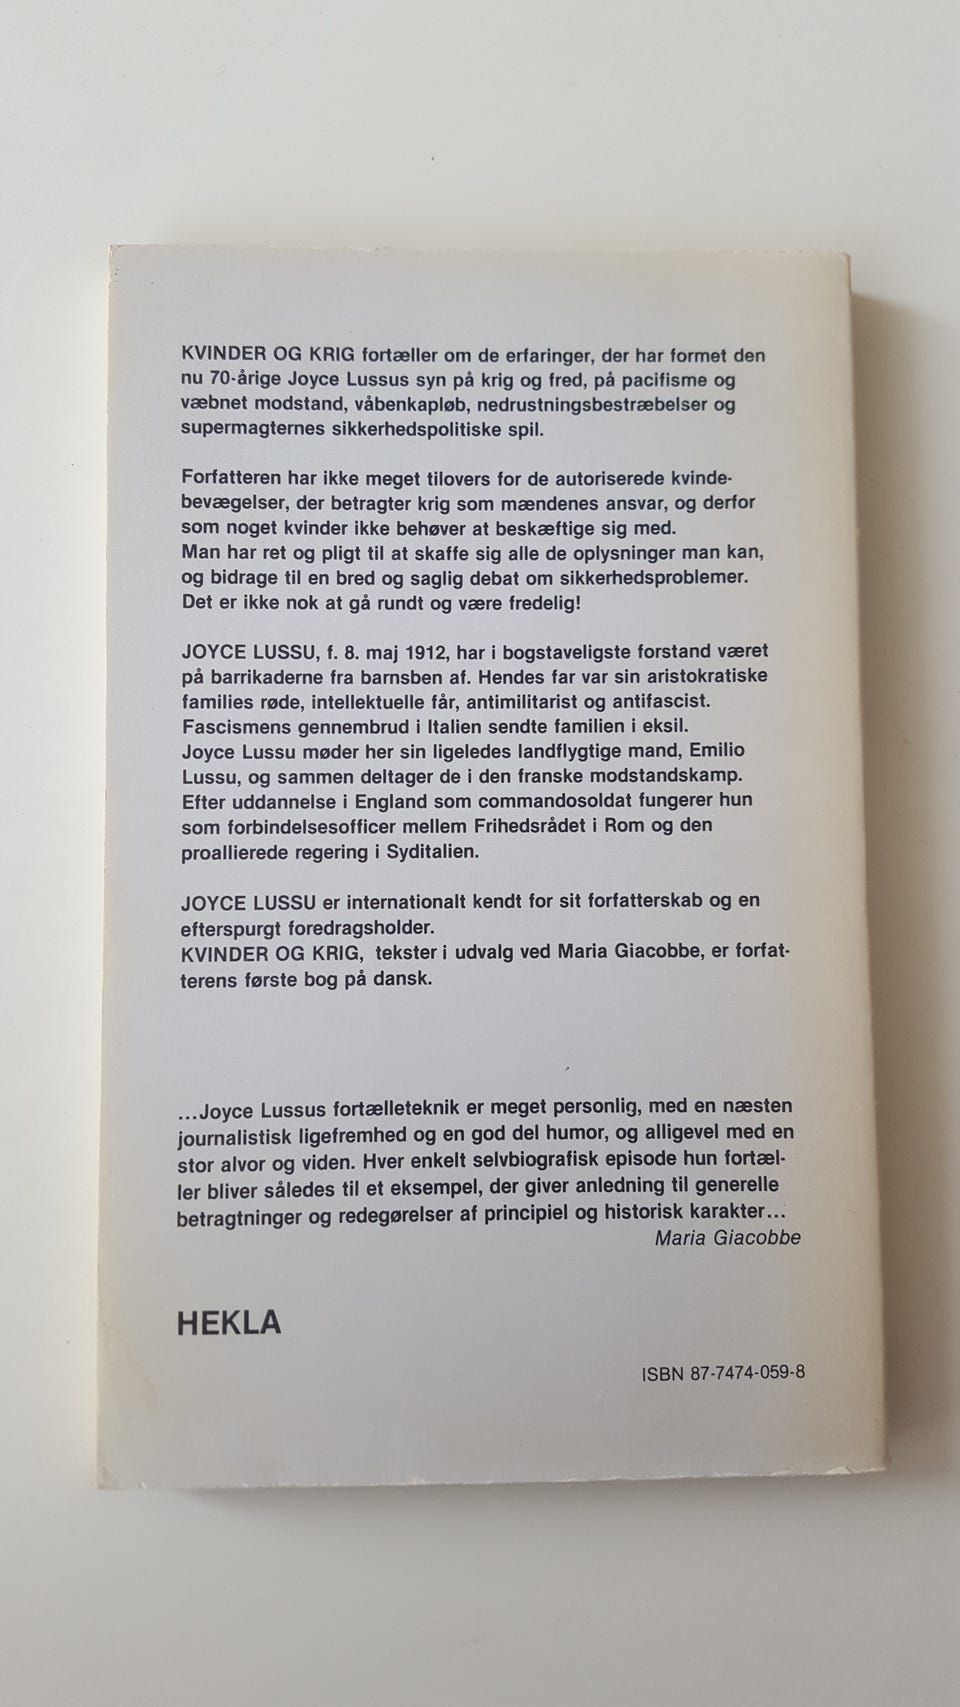 KVINDER OG KRIG fortæller om de erfaringer, der har formet den
nu 70-årige Joyce Lussus syn på krig og fred, på pacifisme og
væbnet modstand, våbenkapløb, nedrustningsbestræbelser og
supermagternes sikkerhedspolitiske spil.
Forfatteren har ikke meget tilovers for de autoriserede kvinde-
bevægelser, der betragter krig som mændenes ansvar, og derfor
som noget kvinder ikke behøver at beskæftige sig med.
Man har ret og pligt til at skaffe sig alle de oplysninger man kan,
og bidrage til en bred og saglig debat om sikkerhedsproblemer.
Det er ikke nok at gå rundt og være fredelig!
JOYCE LUSSU, f. 8. maj 1912, har i bogstaveligste forstand været
på barrikaderne fra barnsben af. Hendes far var sin aristokratiske
families røde, intellektuelle får, antimilitarist og antifascist.
Fascismens gennembrud i Italien sendte familien i eksil.
Joyce Lussu møder her sin ligeledes landflygtige mand, Emilio
Lussu, og sammen deltager de i den franske modstandskamp.
Efter uddannelse i England som commandosoldat fungerer hun
som forbindelsesofficer mellem Frihedsrådet i Rom og den
proallierede regering i Syditalien.
JOYCE LUSSU er internationalt kendt for sit forfatterskab og en
efterspurgt foredragsholder.
KVINDER OG KRIG, tekster i udvalg ved Maria Giacobbe, er forfat-
terens første bog på dansk.
...Joyce Lussus fortælleteknik er meget personlig, med en næsten
journalistisk ligefremhed og en god del humor, og alligevel med en
stor alvor og viden. Hver enkelt selvbiografisk episode hun fortæl-
ler bliver således til et eksempel, der giver anledning til generelle
betragtninger og redegørelser af principiel og historisk karakter...
Maria Giacobbe
HEKLA
ISBN 87-7474-059-8